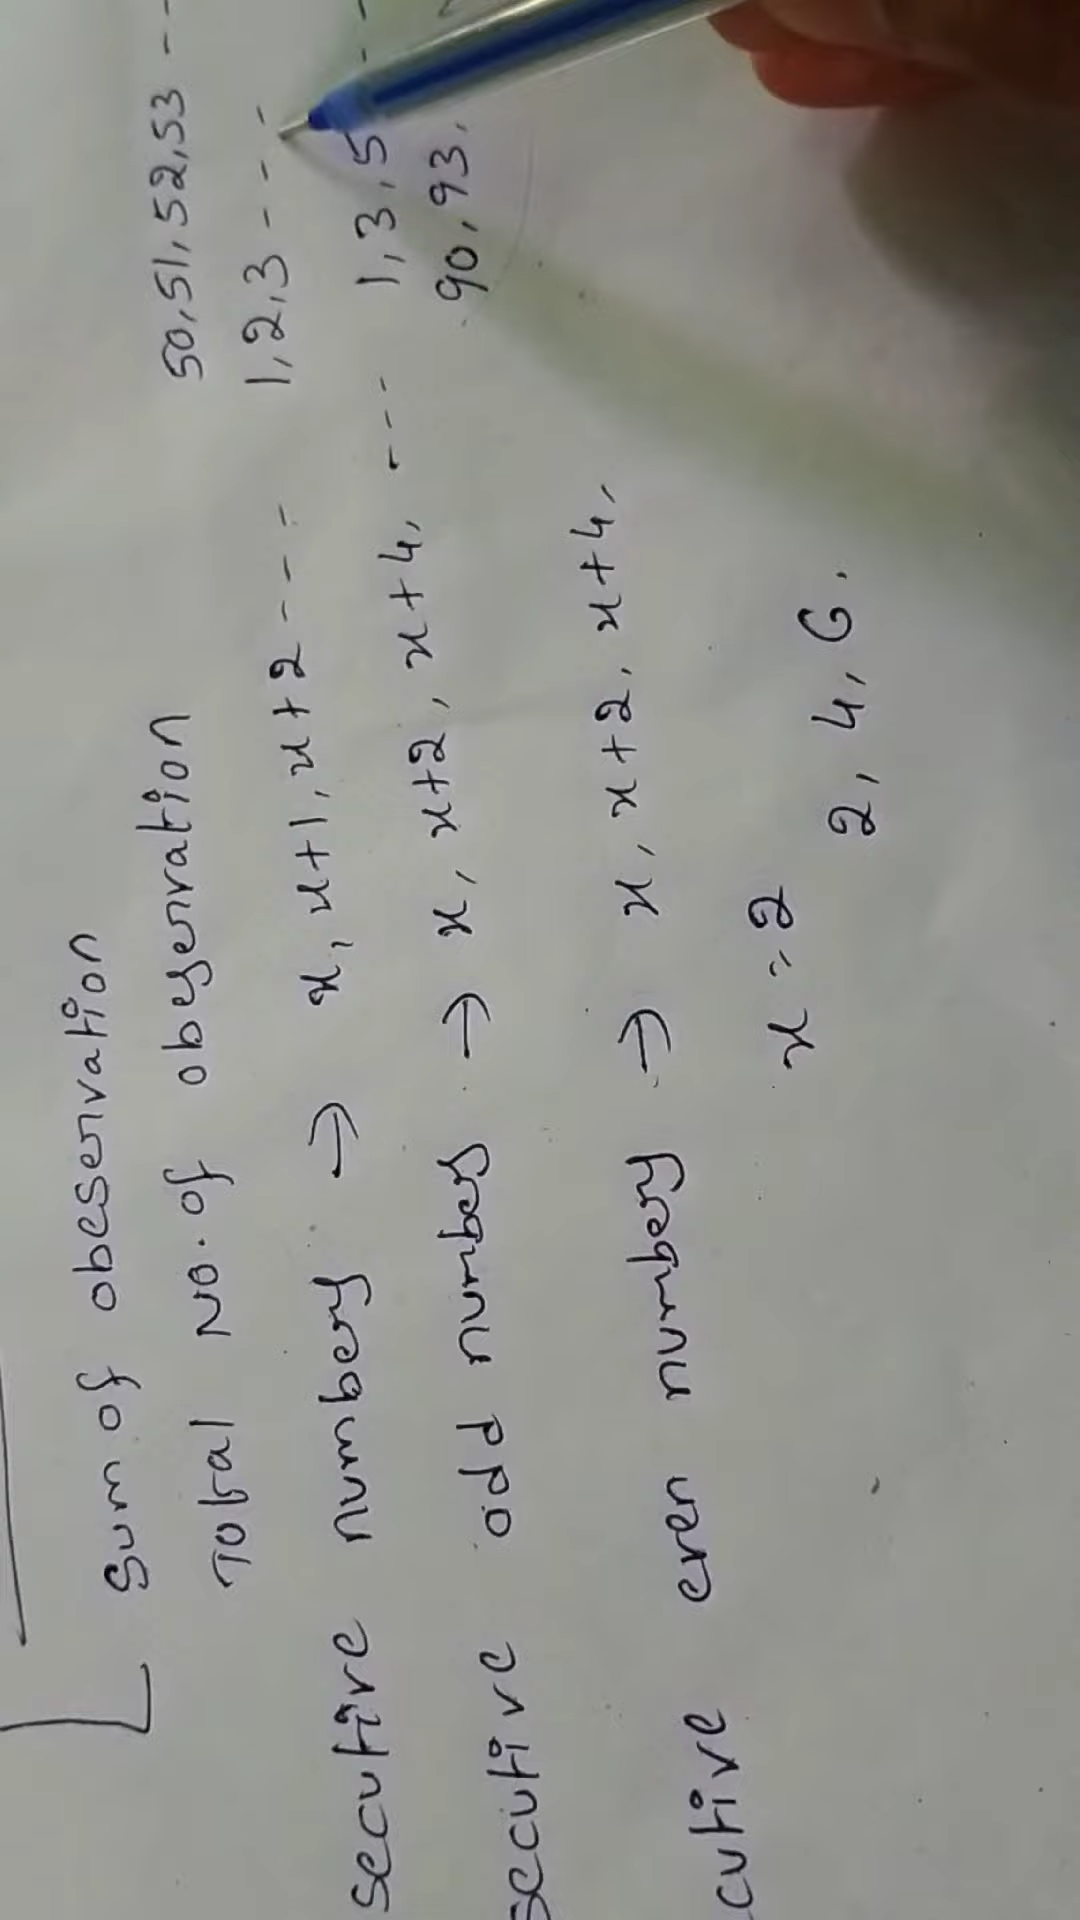 Sum of obeservation
Total No. of obeservation
50, 51, 52, 53 --
secutive numbers → x, x+1, x+2 --- 1, 2, 3 ---
secutive odd numbers → x, x+2, x+4, --- 1, 3, 5 --
90, 93,
cutive even numbers → x, x+2, x+4,
x = 2 2, 4, 6.